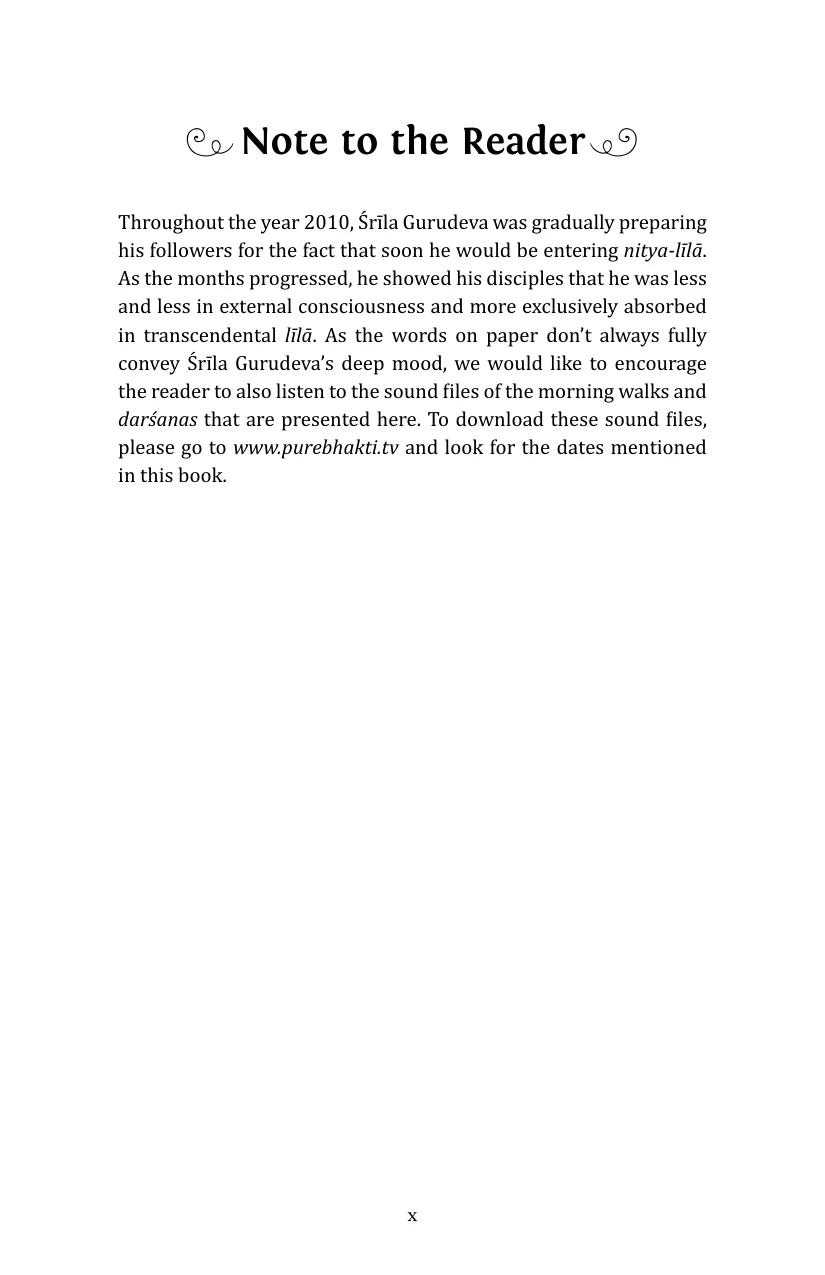 Note to the Reader
Throughout the year 2010, Śrīla Gurudeva was gradually preparing
his followers for the fact that soon he would be entering nitya-līlā.
As the months progressed, he showed his disciples that he was less
and less in external consciousness and more exclusively absorbed
in transcendental līlā. As the words on paper don’t always fully
convey Śrīla Gurudeva’s deep mood, we would like to encourage
the reader to also listen to the sound files of the morning walks and
darśanas that are presented here. To download these sound files,
please go to www.purebhakti.tv and look for the dates mentioned
in this book.
x